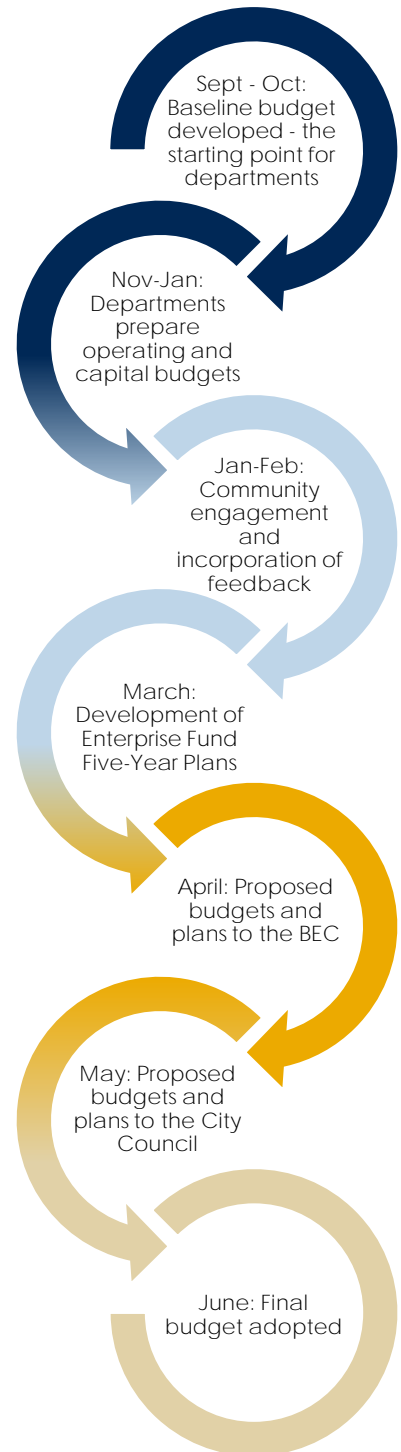 Sept - Oct:
Baseline budget
developed - the
starting point for
departments
Nov-Jan:
Departments
prepare
operating and
capital budgets
Jan-Feb:
Community
engagement
and
incorporation of
feedback
March:
Development of
Enterprise Fund
Five-Year Plans
April: Proposed
budgets and
plans to the BEC
May: Proposed
budgets and
plans to the City
Council
June: Final
budget adopted